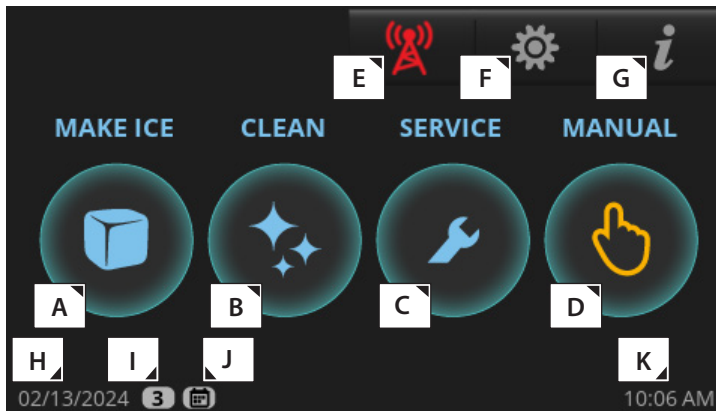 E F G
MAKE ICE CLEAN SERVICE MANUAL
A B C D
H I J K
02/13/2024 3 10:06 AM